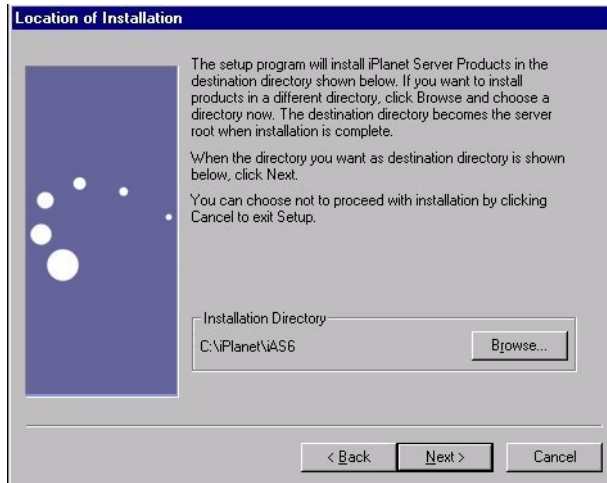 Location of Installation
The setup program will install iPlanet Server Products in the
destination directory shown below. If you want to install
products in a different directory, click Browse and choose a
directory now. The destination directory becomes the server
root when installation is complete.
When the directory you want as destination directory is shown
below, click Next.
You can choose not to proceed with installation by clicking
Cancel to exit Setup.
Installation Directory
C:\iPlanet\iAS6
Browse...
< Back
Next >
Cancel